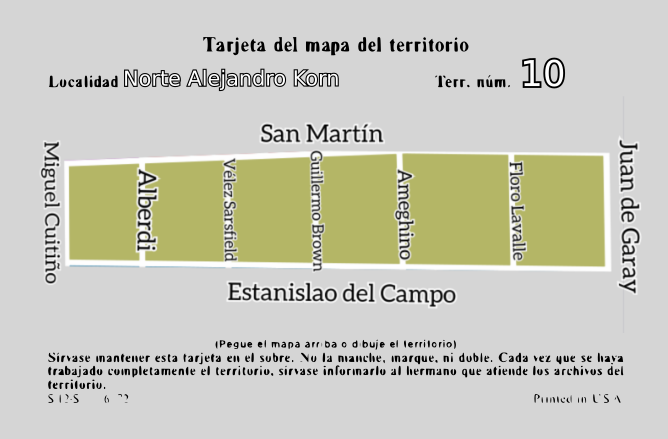 Tarjeta del mapa del territorio
Localidad Norte Alejandro Korn Terr. núm. 10
San Martín
Miguel Cuitiño
Alberdi
Vélez Sarsfield
Guillermo Brown
Ameghino
Floro Lavalle
Juan de Garay
Estanislao del Campo
(Pegue el mapa arriba o dibuje el territorio)
Sírvase mantener esta tarjeta en el sobre. No la manche, marque, ni doble. Cada vez que se haya
trabajado completamente el territorio, sírvase informarlo al hermano que atiende los archivos del
territorio.
S-12-S 6-72 Printed in U.S.A.